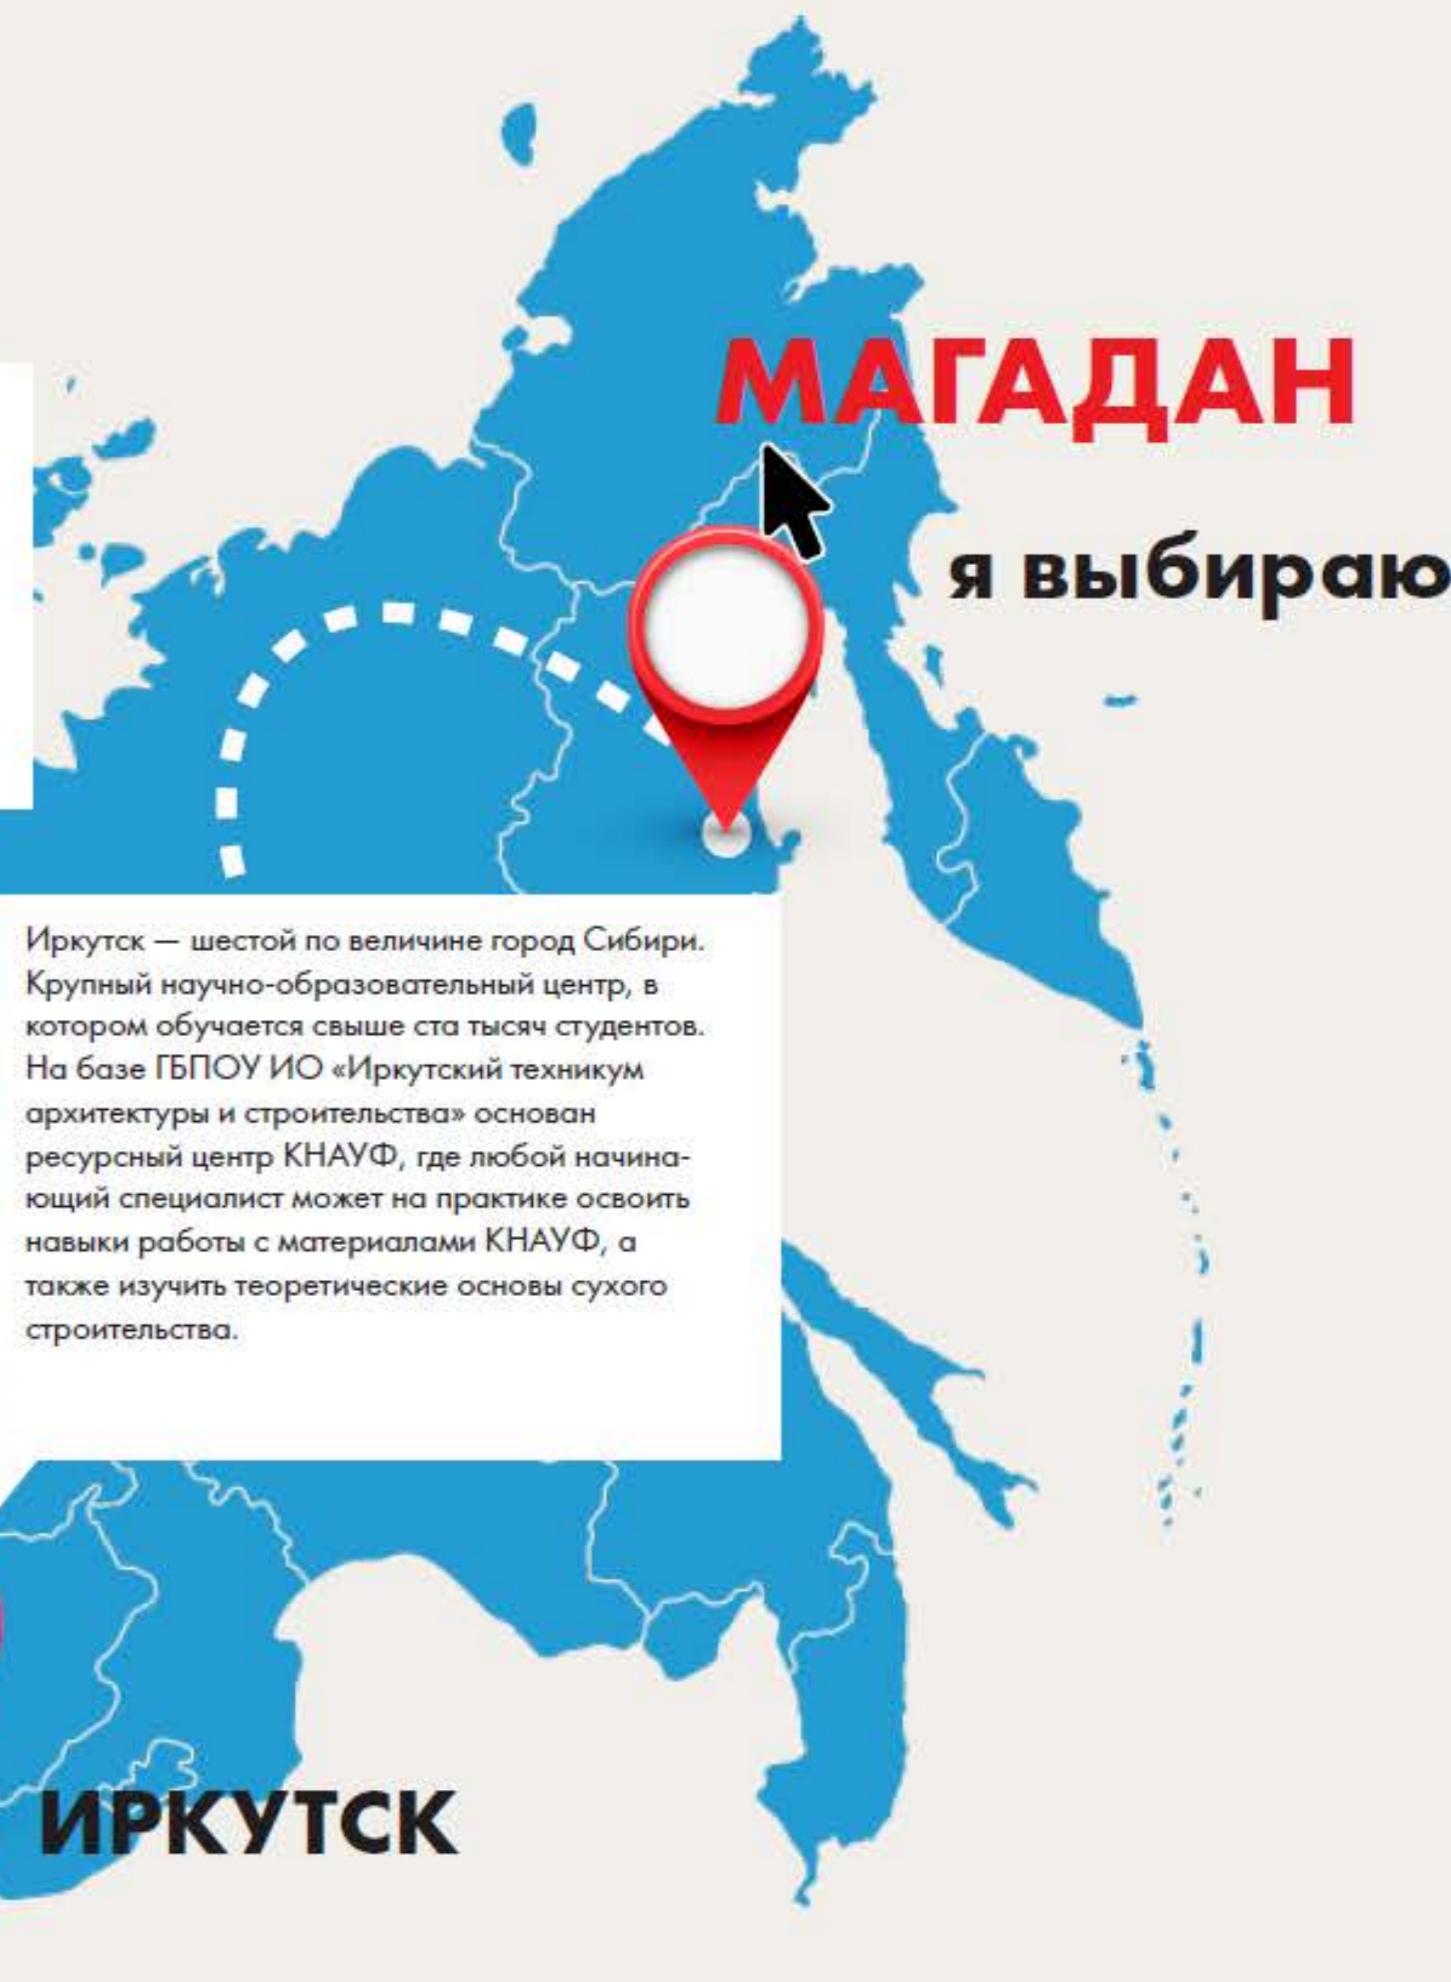 МАГАДАН
я выбираю
Иркутск — шестой по величине город Сибири.
Крупный научно-образовательный центр, в
котором обучается свыше ста тысяч студентов.
На базе ГБПОУ ИО «Иркутский техникум
архитектуры и строительства» основан
ресурсный центр КНАУФ, где любой начина-
ющий специалист может на практике освоить
навыки работы с материалами КНАУФ, а
также изучить теоретические основы сухого
строительства.
ИРКУТСК